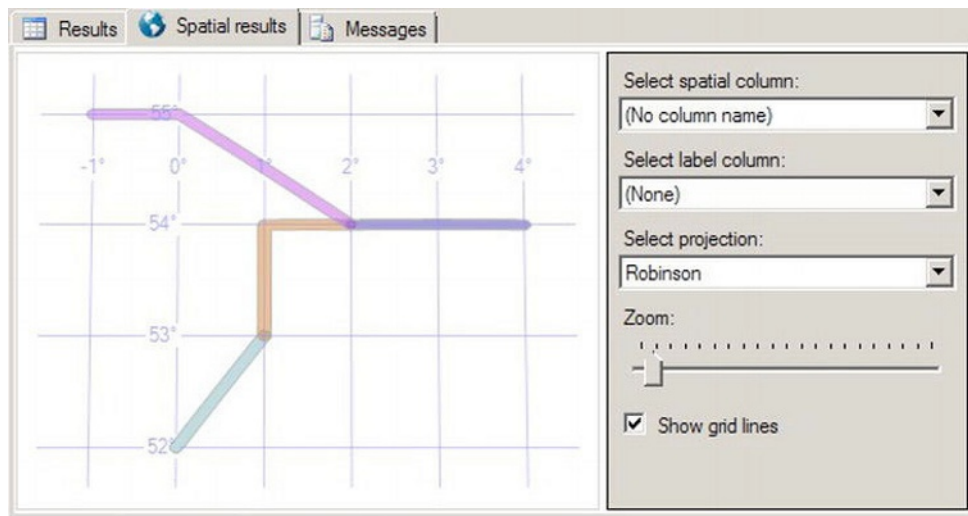 Results
Spatial results
Messages
55°
-1° 0° 1° 2° 3° 4°
54°
53°
52°
Select spatial column:
(No column name)
Select label column:
(None)
Select projection:
Robinson
Zoom:
Show grid lines